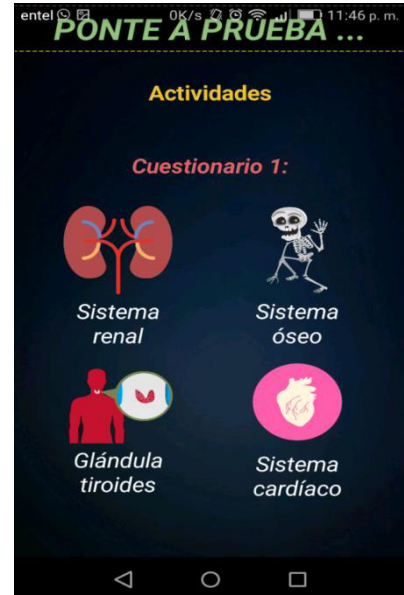 entel 0K/s 11:46 p. m.
PONTE A PRUEBA ...
Actividades
Cuestionario 1:
Sistema
renal
Sistema
óseo
Glándula
tiroides
Sistema
cardíaco